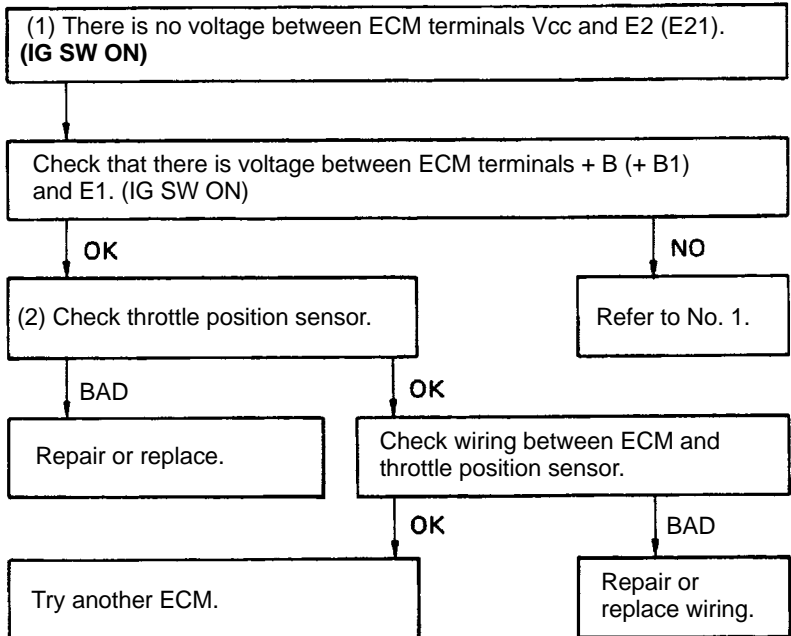 (1) There is no voltage between ECM terminals Vcc and E2 (E21).
(IG SW ON)
Check that there is voltage between ECM terminals + B (+ B1)
and E1. (IG SW ON)
OK
NO
(2) Check throttle position sensor.
Refer to No. 1.
BAD
OK
Repair or replace.
Check wiring between ECM and
throttle position sensor.
OK
BAD
Try another ECM.
Repair or
replace wiring.